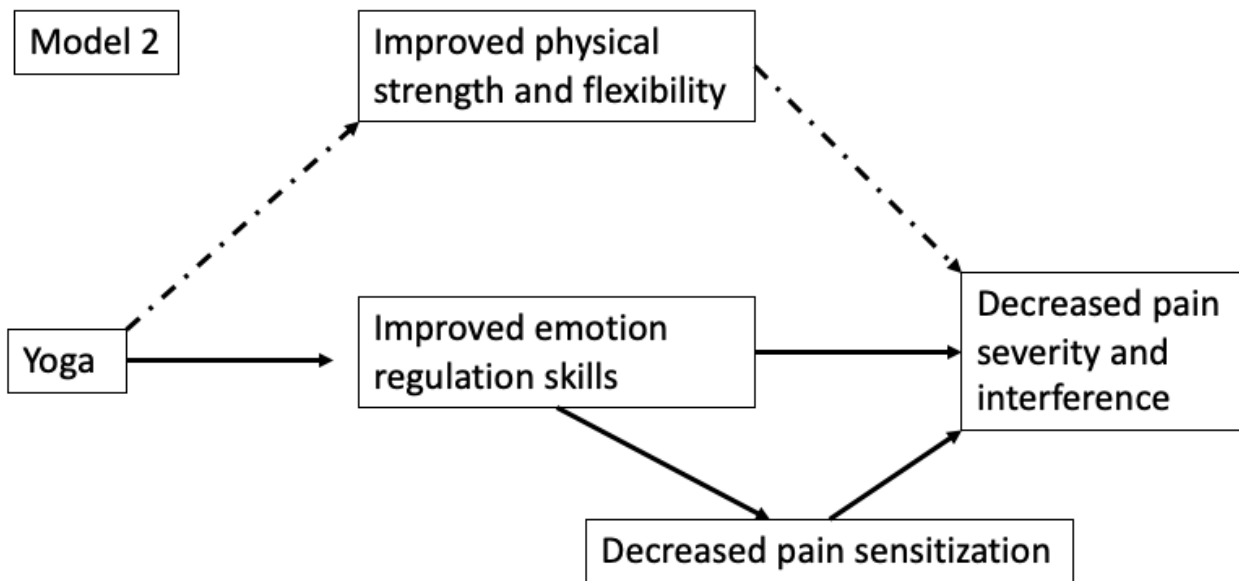 Model 2
Improved physical
strength and flexibility
Yoga
Improved emotion
regulation skills
Decreased pain
severity and
interference
Decreased pain sensitization